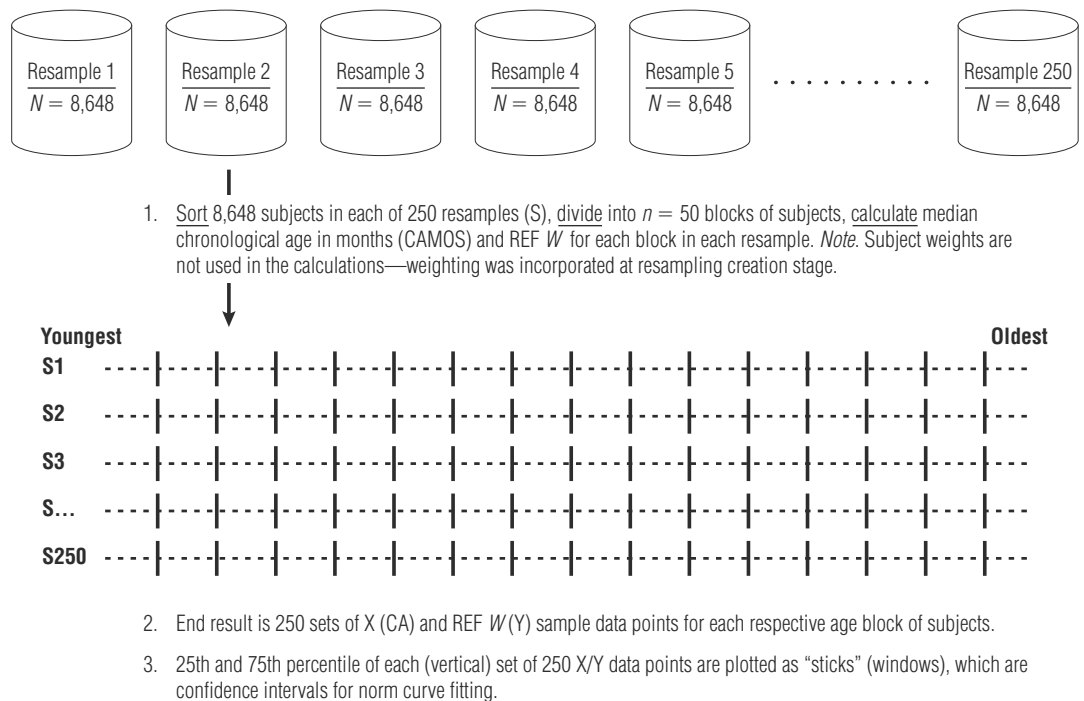 Resample 1
N = 8,648
Resample 2
N = 8,648
Resample 3
N = 8,648
Resample 4
N = 8,648
Resample 5
N = 8,648
. . . . . . . . . .
Resample 250
N = 8,648
1. Sort 8,648 subjects in each of 250 resamples (S), divide into n = 50 blocks of subjects, calculate median
chronological age in months (CAMOS) and REF W for each block in each resample. Note. Subject weights are
not used in the calculations—weighting was incorporated at resampling creation stage.
Youngest
Oldest
S1
S2
S3
S...
S250
2. End result is 250 sets of X (CA) and REF W (Y) sample data points for each respective age block of subjects.
3. 25th and 75th percentile of each (vertical) set of 250 X/Y data points are plotted as “sticks” (windows), which are
confidence intervals for norm curve fitting.